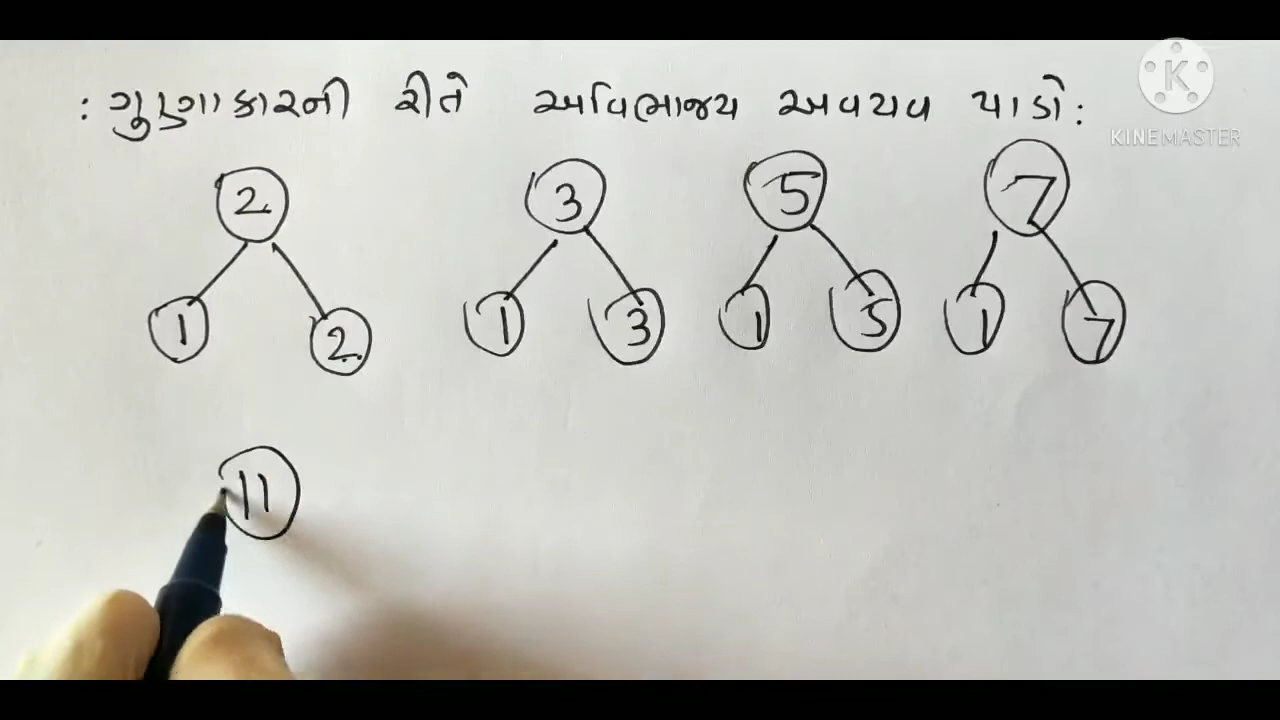 : ગુણાકારની રીતે અવિભાજ્ય અવયવ પાડો :
K
KINEMASTER
2 3 5 7
1 2 1 3 1 5 1 7
11